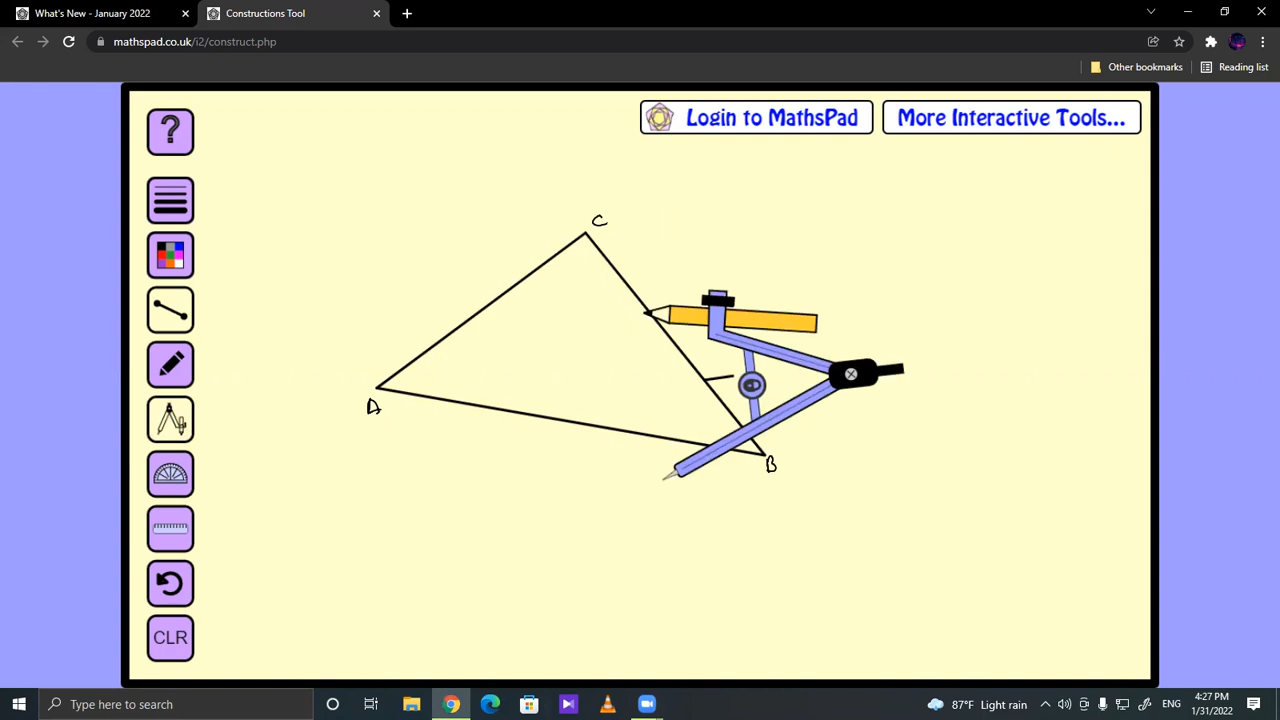 What's New - January 2022
Constructions Tool
mathspad.co.uk/i2/construct.php
Other bookmarks
Reading list
?
Login to MathsPad
More Interactive Tools...
C
A
B
CLR
Type here to search
87°F Light rain
4:27 PM
1/31/2022